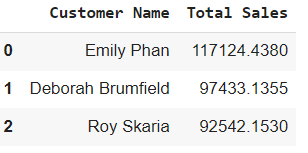 Customer Name Total Sales
0 Emily Phan 117124.4380
1 Deborah Brumfield 97433.1355
2 Roy Skaria 92542.1530